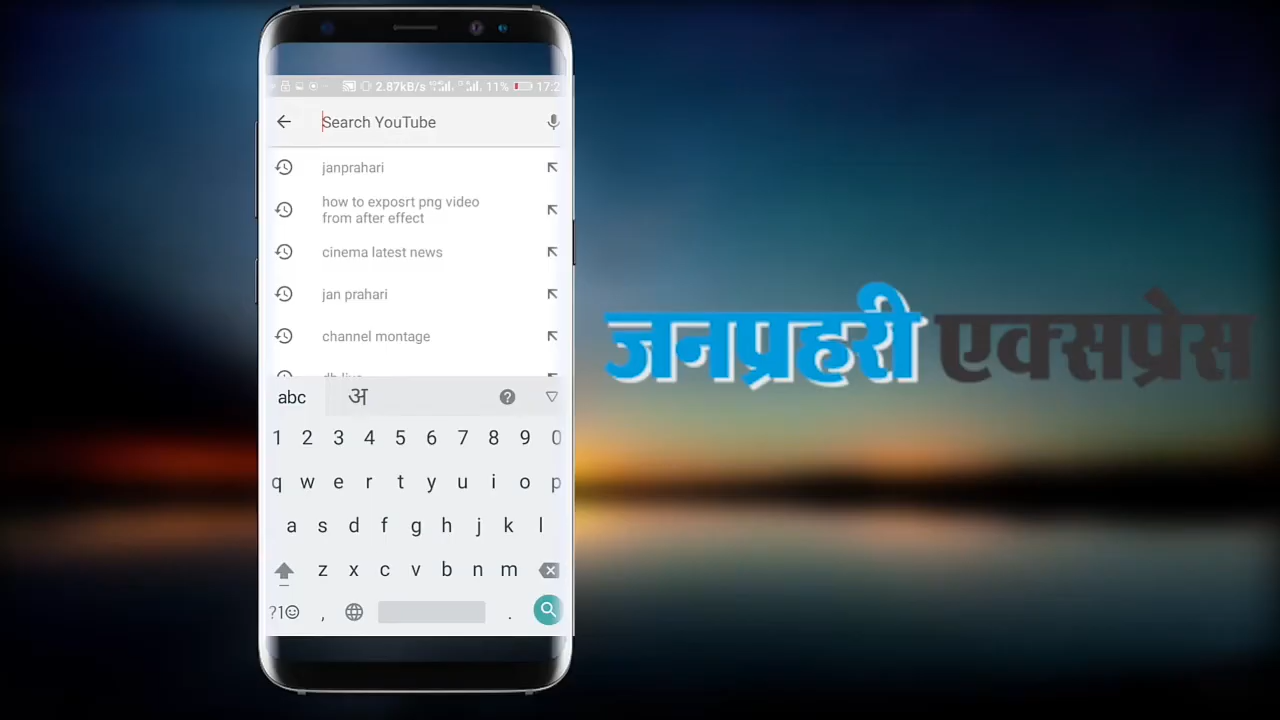 2.87kB/s 11% 17:2
Search YouTube
janprahari
how to exposrt png video
from after effect
cinema latest news
jan prahari
channel montage
abc अ
1 2 3 4 5 6 7 8 9 0
q w e r t y u i o p
a s d f g h j k l
z x c v b n m
?1 , .
जनप्रहरी एक्सप्रेस